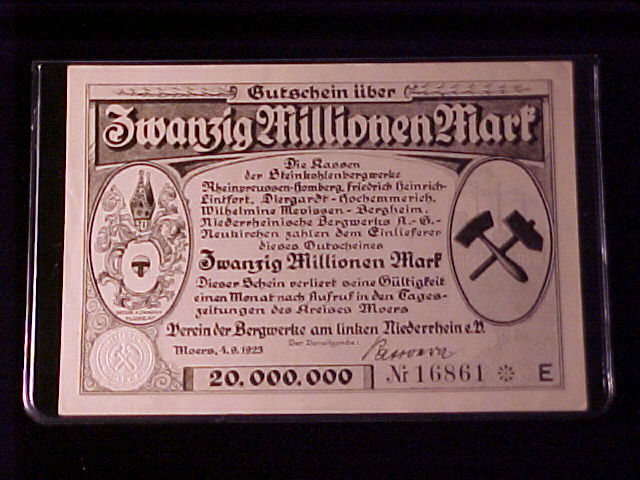 Gutschein über
Zwanzig Millionen Mark
Die Kassen
der Steinkohlenbergwerke
Rheinpreussen-Homberg, Friedrich Heinrich-
Lintfort, Diergardt-Hochemmerich,
Wilhelmine Mevissen-Bergheim,
Niederrheinische Bergwerks A.-G.-
Neukirchen zahlen dem Einlieferer
dieses Gutscheines
Zwanzig Millionen Mark
Dieser Schein verliert seine Gültigkeit
einen Monat nach Aufruf in den Tages-
zeitungen des Kreises Moers
Verein der Bergwerke am linken Niederrhein e.V.
Moers, 4.9.1923
Der Vorsitzende:
20.000.000
Nr 16861 ※ E